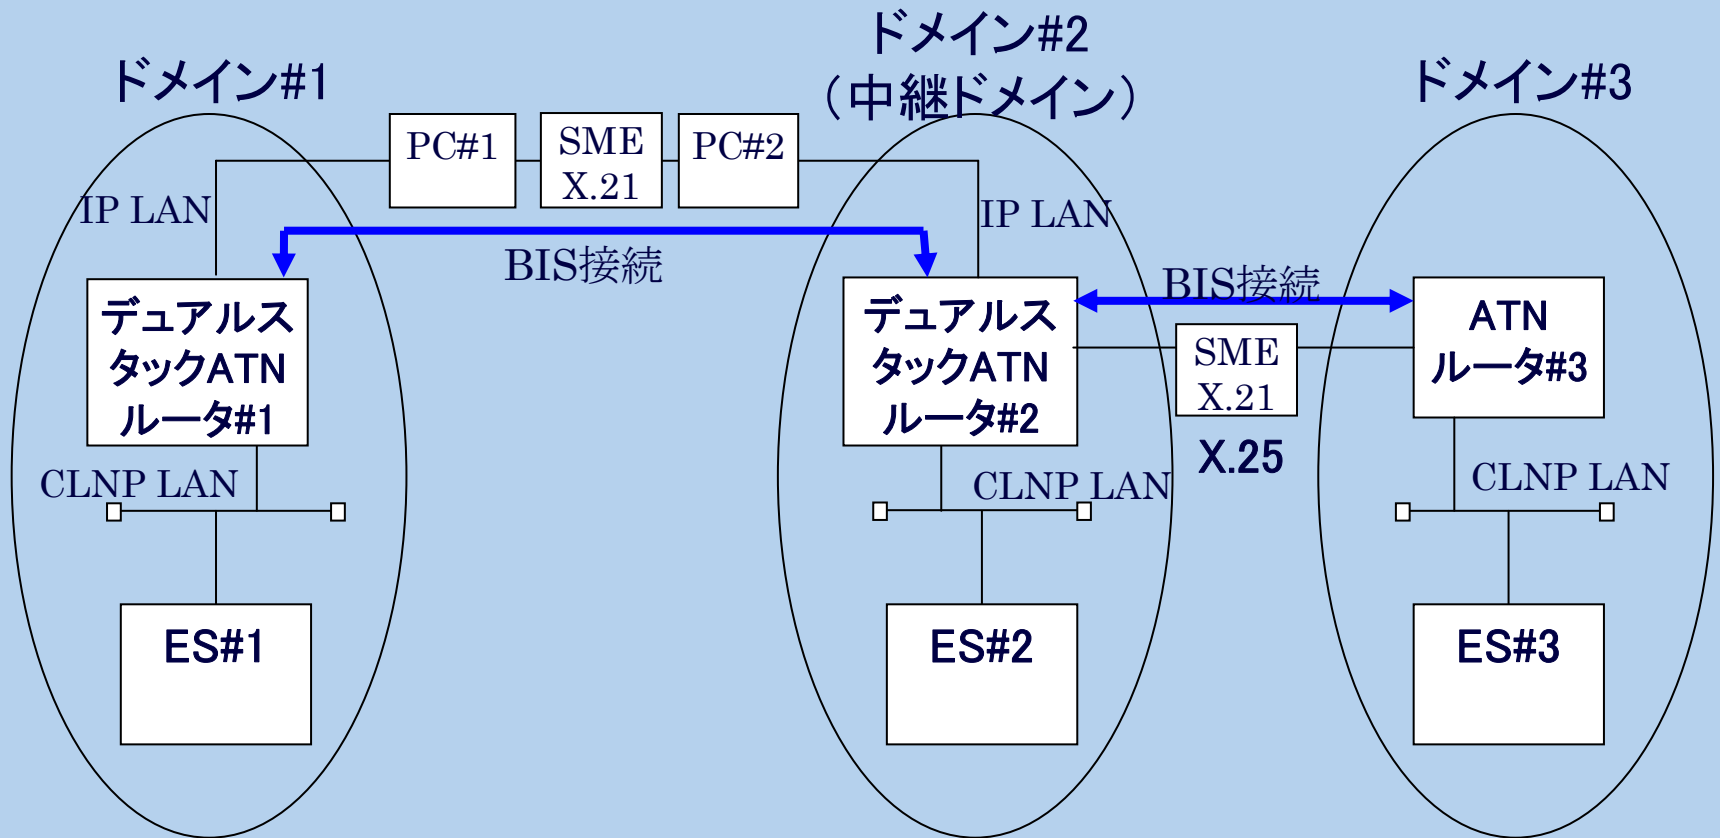 ドメイン#1
ドメイン#2
（中継ドメイン）
ドメイン#3
PC#1
SME
X.21
PC#2
IP LAN
IP LAN
BIS接続
BIS接続
デュアルス
タックATN
ルータ#1
デュアルス
タックATN
ルータ#2
SME
X.21
X.25
ATN
ルータ#3
CLNP LAN
CLNP LAN
CLNP LAN
ES#1
ES#2
ES#3